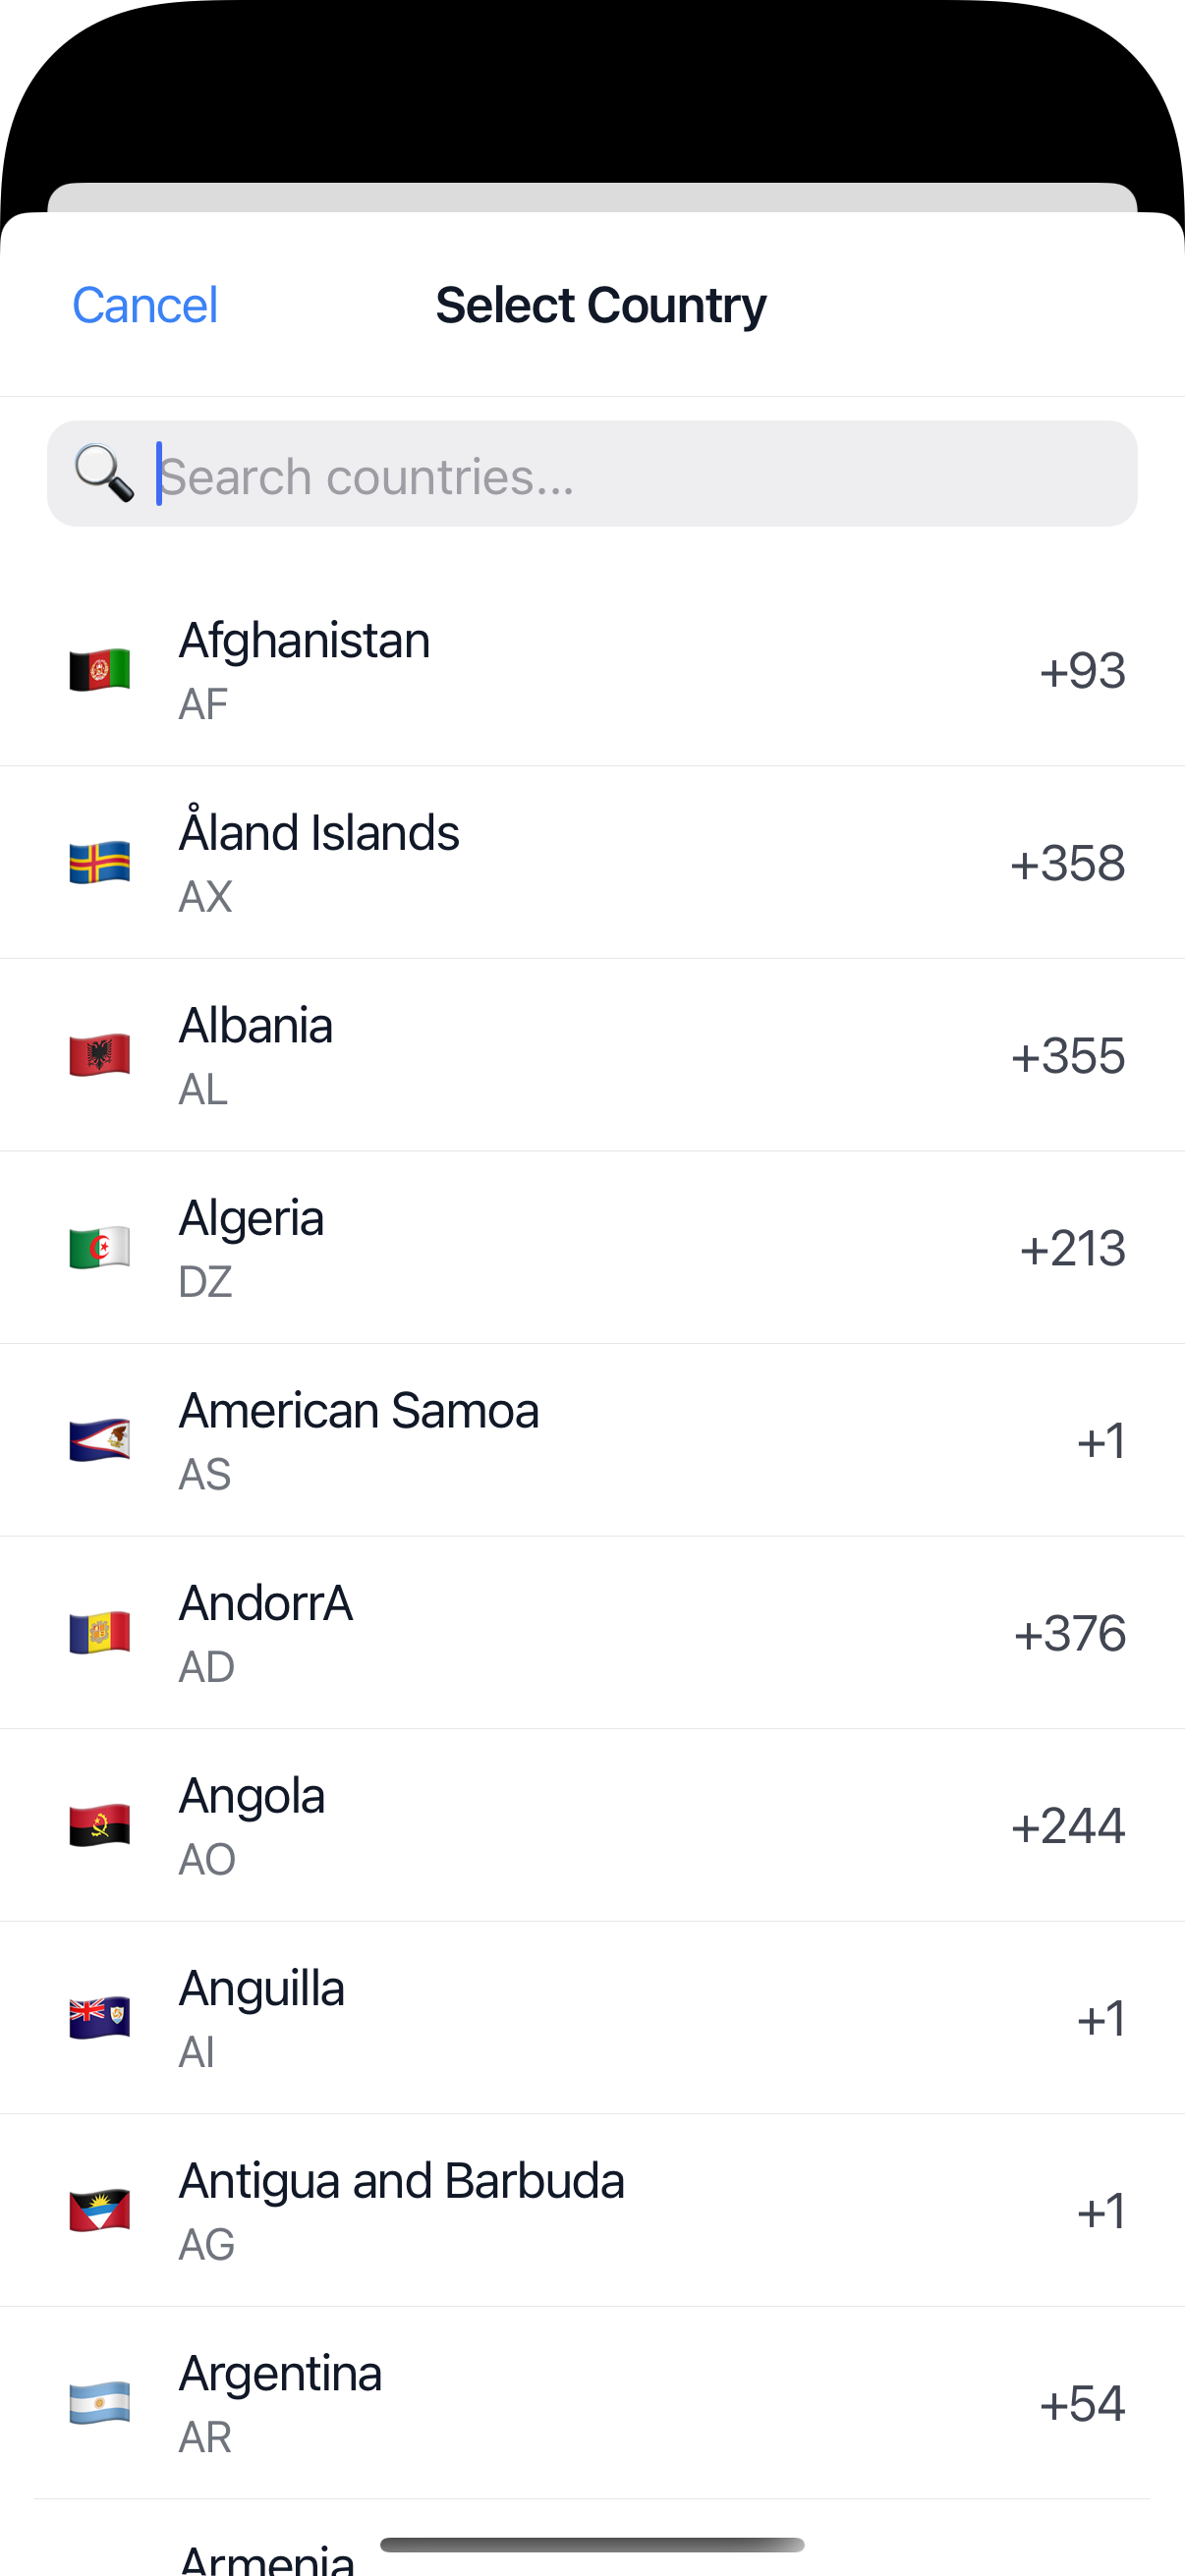 Cancel
Select Country
Search countries...
Afghanistan
AF
+93
Åland Islands
AX
+358
Albania
AL
+355
Algeria
DZ
+213
American Samoa
AS
+1
AndorrA
AD
+376
Angola
AO
+244
Anguilla
AI
+1
Antigua and Barbuda
AG
+1
Argentina
AR
+54
Armenia